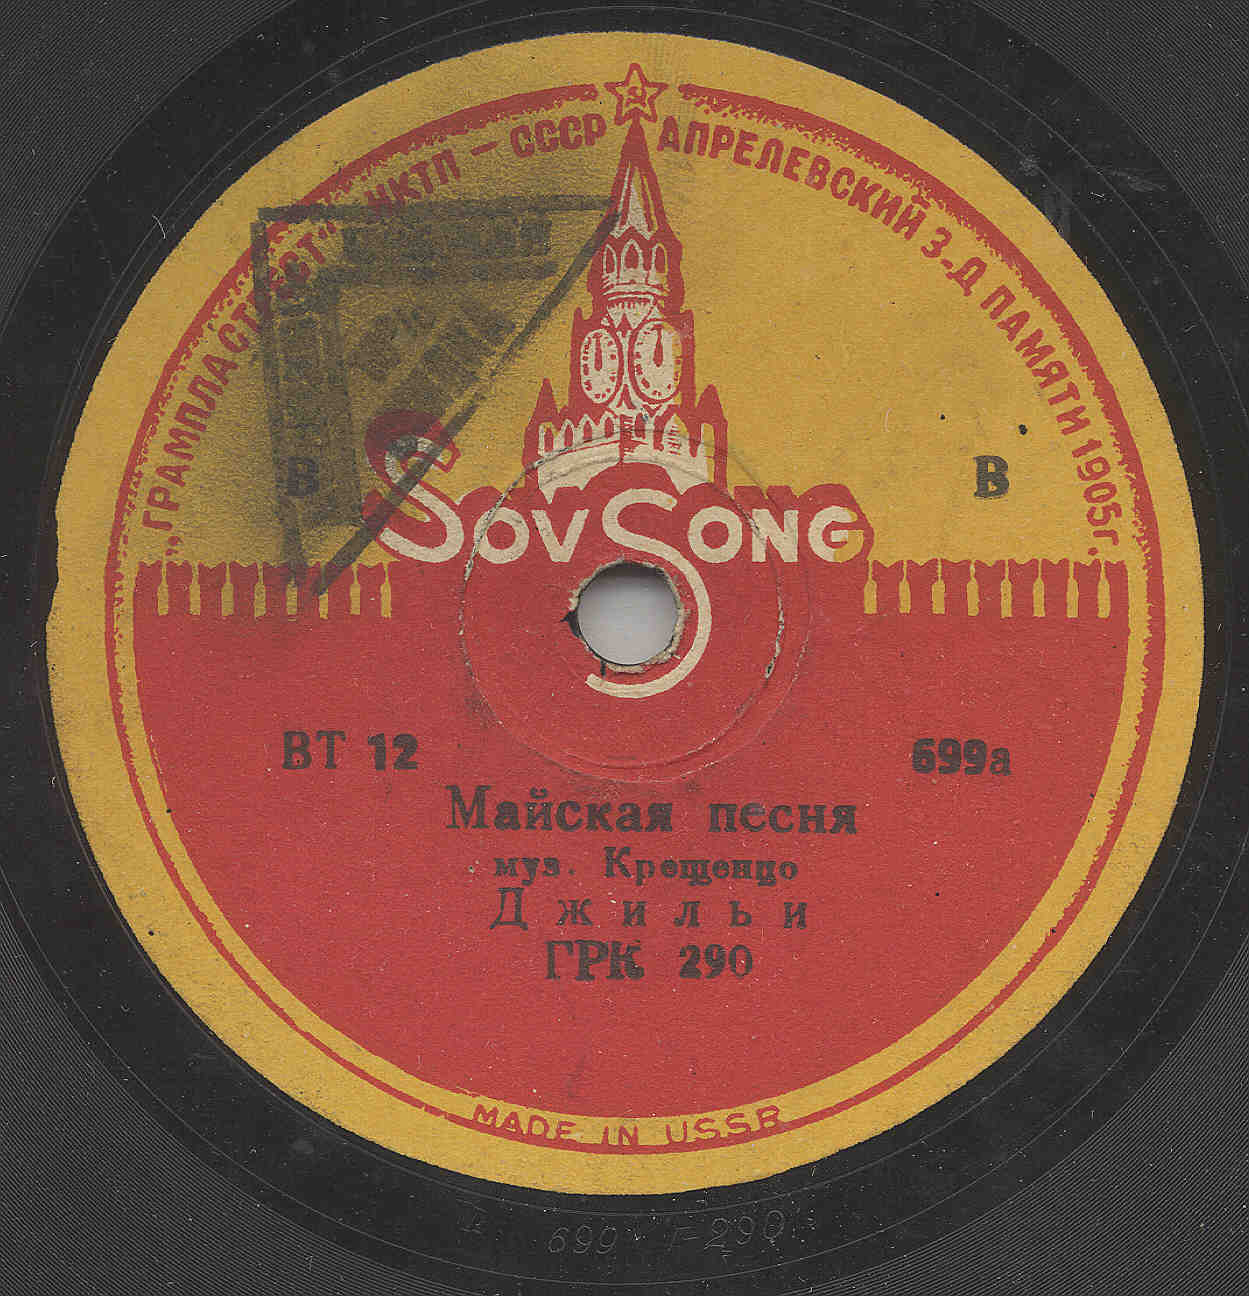 „ГРАМПЛАСТТРЕСТ“ НКТП – СССР АПРЕЛЕВСКИЙ З-Д ПАМЯТИ 1905г.
В В
SovSong
ВТ 12 699а
Майская песня
муз. Крещенцо
Джильи
ГРК 290
MADE IN USSR
699 Г-290